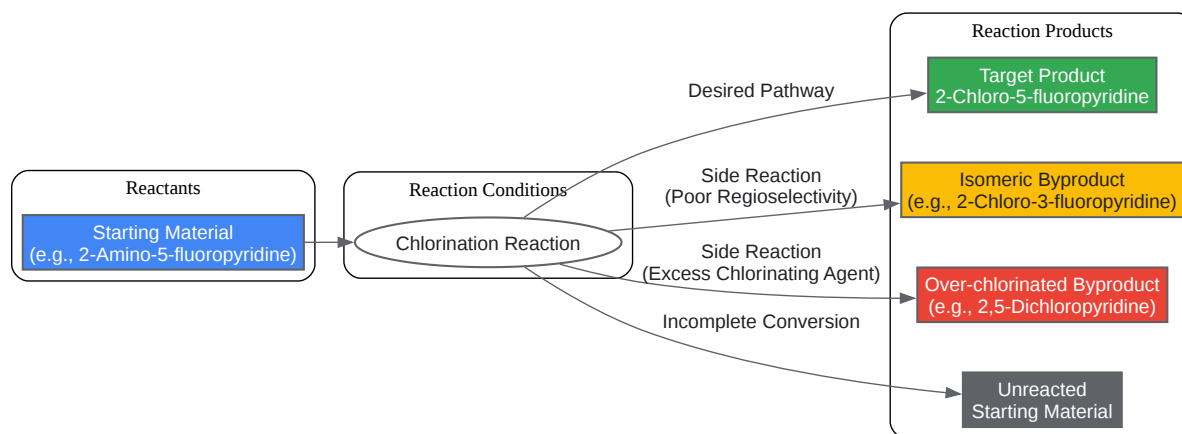 Reactants
Starting Material
(e.g., 2-Amino-5-fluoropyridine)
Reaction Conditions
Chlorination Reaction
Desired Pathway
Side Reaction
(Poor Regioselectivity)
Side Reaction
(Excess Chlorinating Agent)
Incomplete Conversion
Reaction Products
Target Product
2-Chloro-5-fluoropyridine
Isomeric Byproduct
(e.g., 2-Chloro-3-fluoropyridine)
Over-chlorinated Byproduct
(e.g., 2,5-Dichloropyridine)
Unreacted
Starting Material